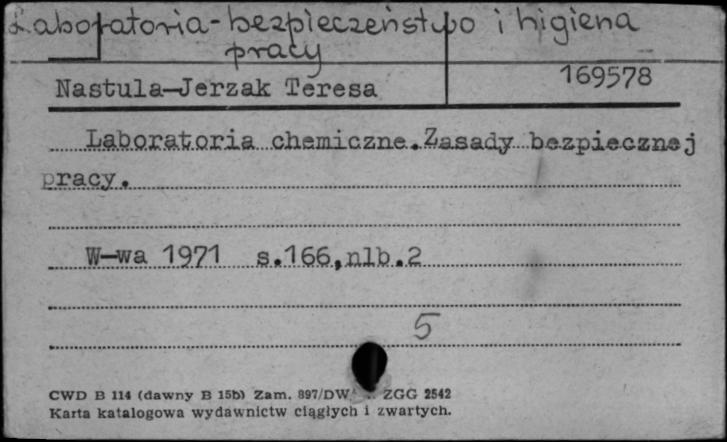 Laboratoria - bezpieczeństwo i higiena
pracy
169578
Nastula-Jerzak Teresa
Laboratoria chemiczne.Zasady bezpiecznej
pracy.
W-wa 1971 s.166,nlb.2
5
CWD B 114 (dawny B 15b) Zam. 897/DW ZGG 2542
Karta katalogowa wydawnictw ciągłych i zwartych.